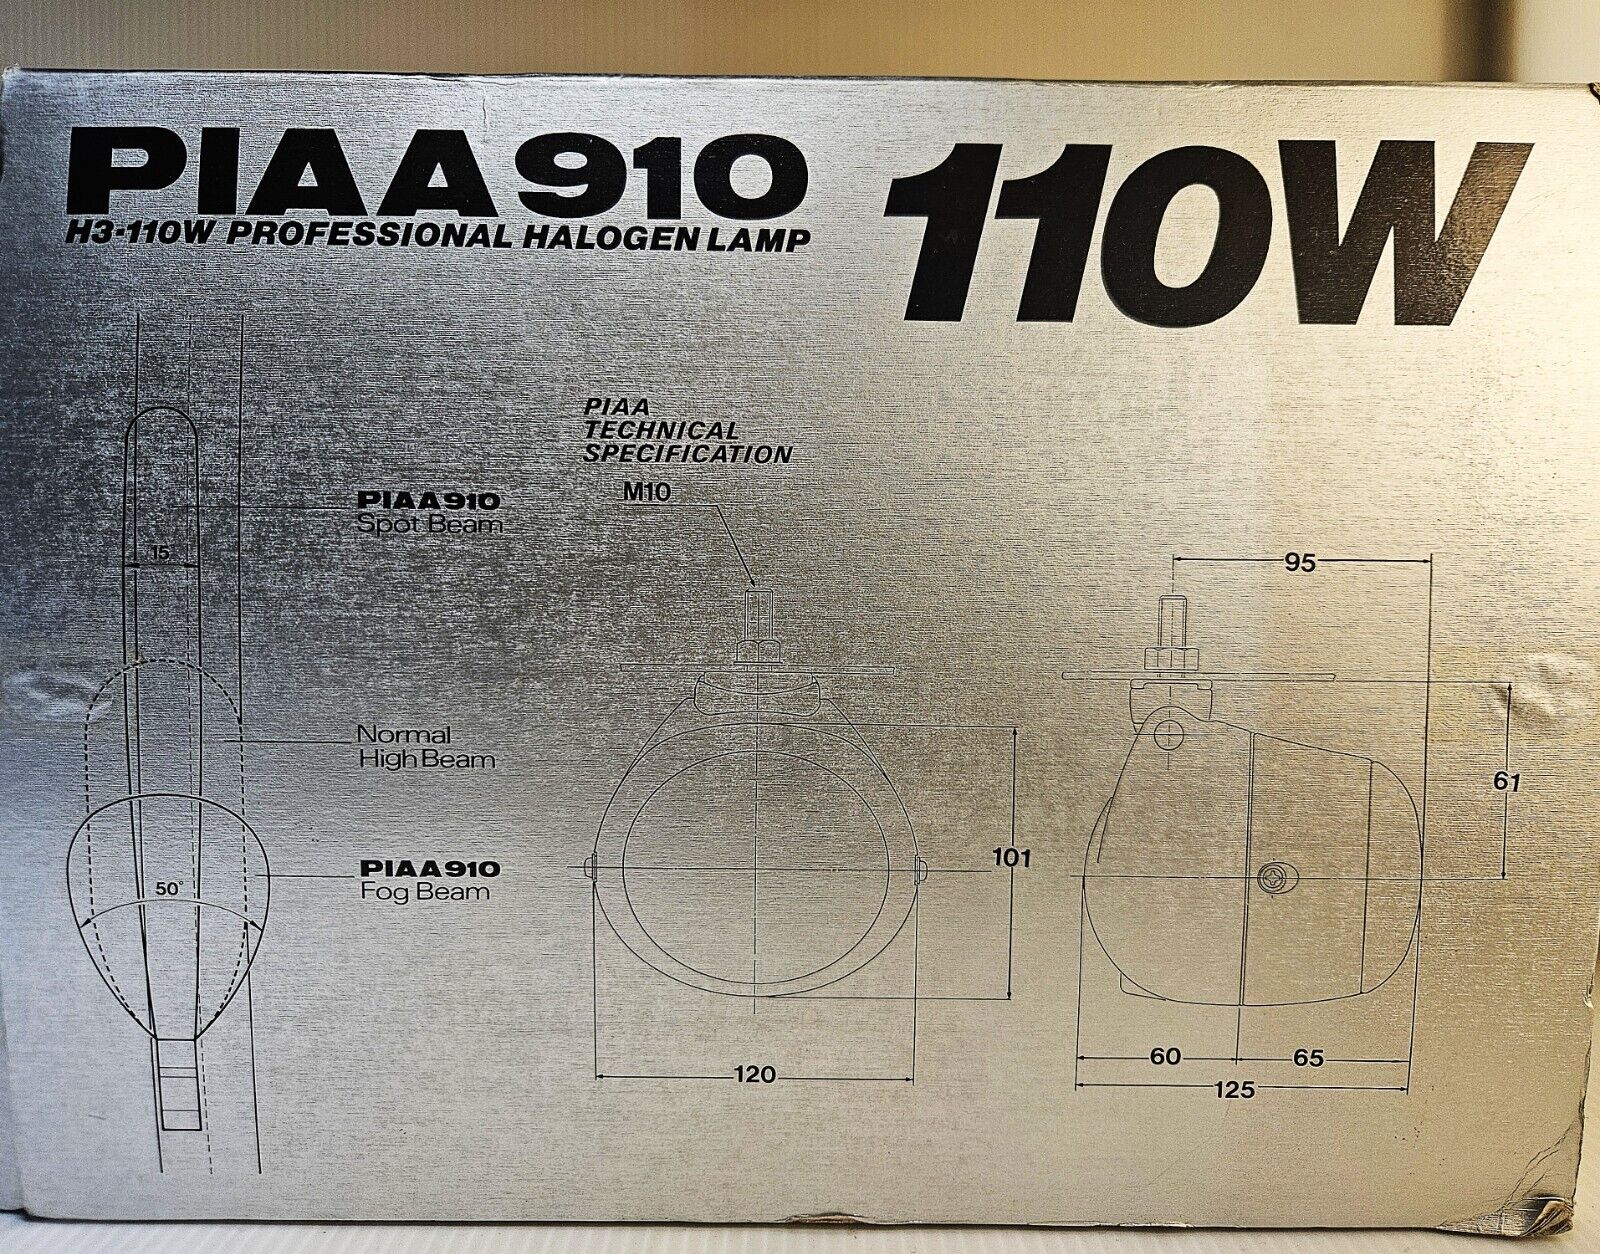 PIAA910
H3-110W PROFESSIONAL HALOGEN LAMP
110W
PIAA
TECHNICAL
SPECIFICATION
M10
PIAA910
Spot Beam
15
Normal
High Beam
PIAA910
Fog Beam
50°
101
120
95
61
60
65
125